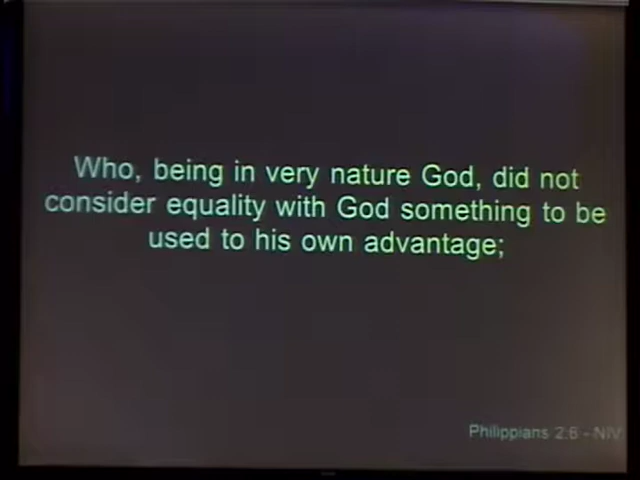 Who, being in very nature God, did not
consider equality with God something to be
used to his own advantage;
Philippians 2:6 - NIV